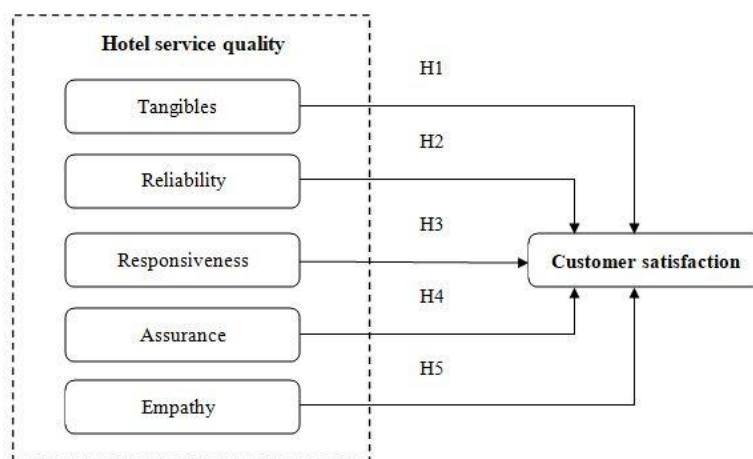 Hotel service quality
H1
Tangibles
H2
Reliability
H3
Responsiveness
Customer satisfaction
H4
Assurance
H5
Empathy